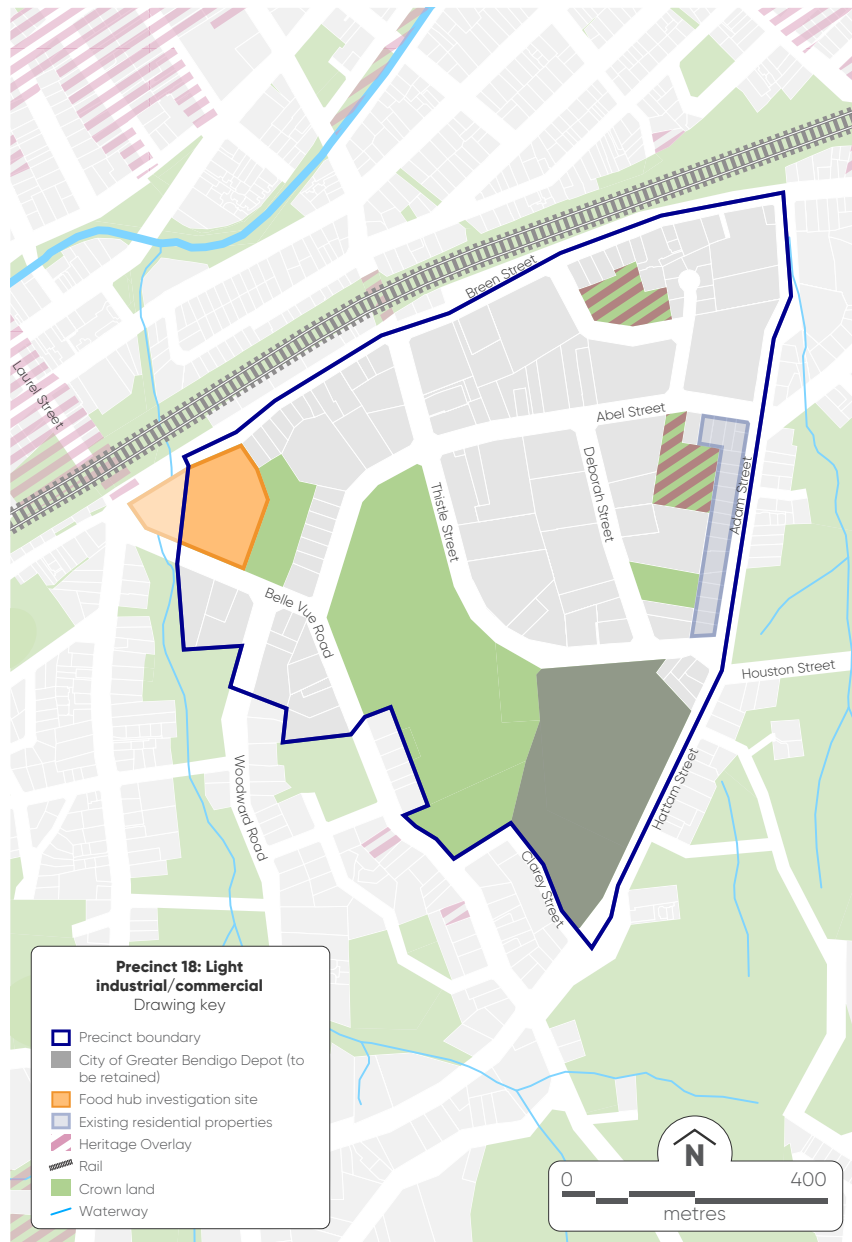 Breen Street
Laurel Street
Abel Street
Deborah Street
Thistle Street
Adam Street
Belle Vue Road
Houston Street
Woodward Road
Hattam Street
Clarey Street
Precinct 18: Light
industrial/commercial
Drawing key
Precinct boundary
City of Greater Bendigo Depot (to
be retained)
Food hub investigation site
Existing residential properties
Heritage Overlay
Rail
Crown land
Waterway
N
0 400
metres